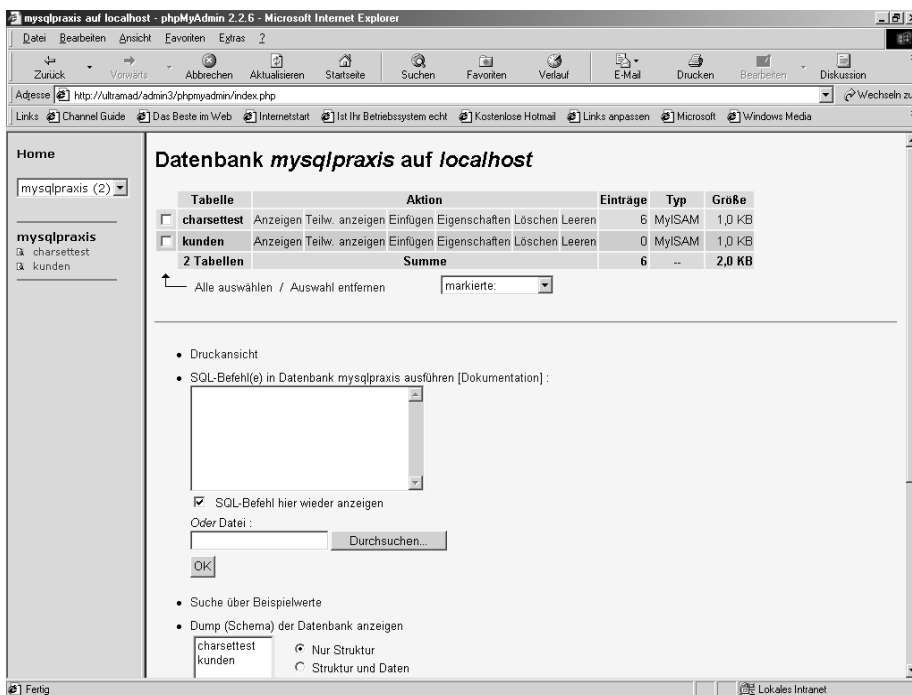 mysqlpraxis auf localhost - phpMyAdmin 2.2.6 - Microsoft Internet Explorer
Datei Bearbeiten Ansicht Favoriten Extras ?
Zurück Vorwärts Abbrechen Aktualisieren Startseite Suchen Favoriten Verlauf E-Mail Drucken Bearbeiten Diskussion
Adresse http://ultramad/admin3/phpmyadmin/index.php Wechseln zu
Links Channel Guide Das Beste im Web Internetstart Ist Ihr Betriebssystem echt Kostenlose Hotmail Links anpassen Microsoft Windows Media
Home
mysqlpraxis (2)
mysqlpraxis
charsettest
kunden
Datenbank mysqlpraxis auf localhost
Tabelle Aktion Einträge Typ Größe
charsettest Anzeigen Teilw. anzeigen Einfügen Eigenschaften Löschen Leeren 6 MyISAM 1,0 KB
kunden Anzeigen Teilw. anzeigen Einfügen Eigenschaften Löschen Leeren 0 MyISAM 1,0 KB
2 Tabellen Summe 6 -- 2,0 KB
Alle auswählen / Auswahl entfernen markierte:
• Druckansicht
• SQL-Befehl(e) in Datenbank mysqlpraxis ausführen [Dokumentation] :
SQL-Befehl hier wieder anzeigen
Oder Datei :
Durchsuchen...
OK
• Suche über Beispielwerte
• Dump (Schema) der Datenbank anzeigen
charsettest
kunden
Nur Struktur
Struktur und Daten
Fertig Lokales Intranet